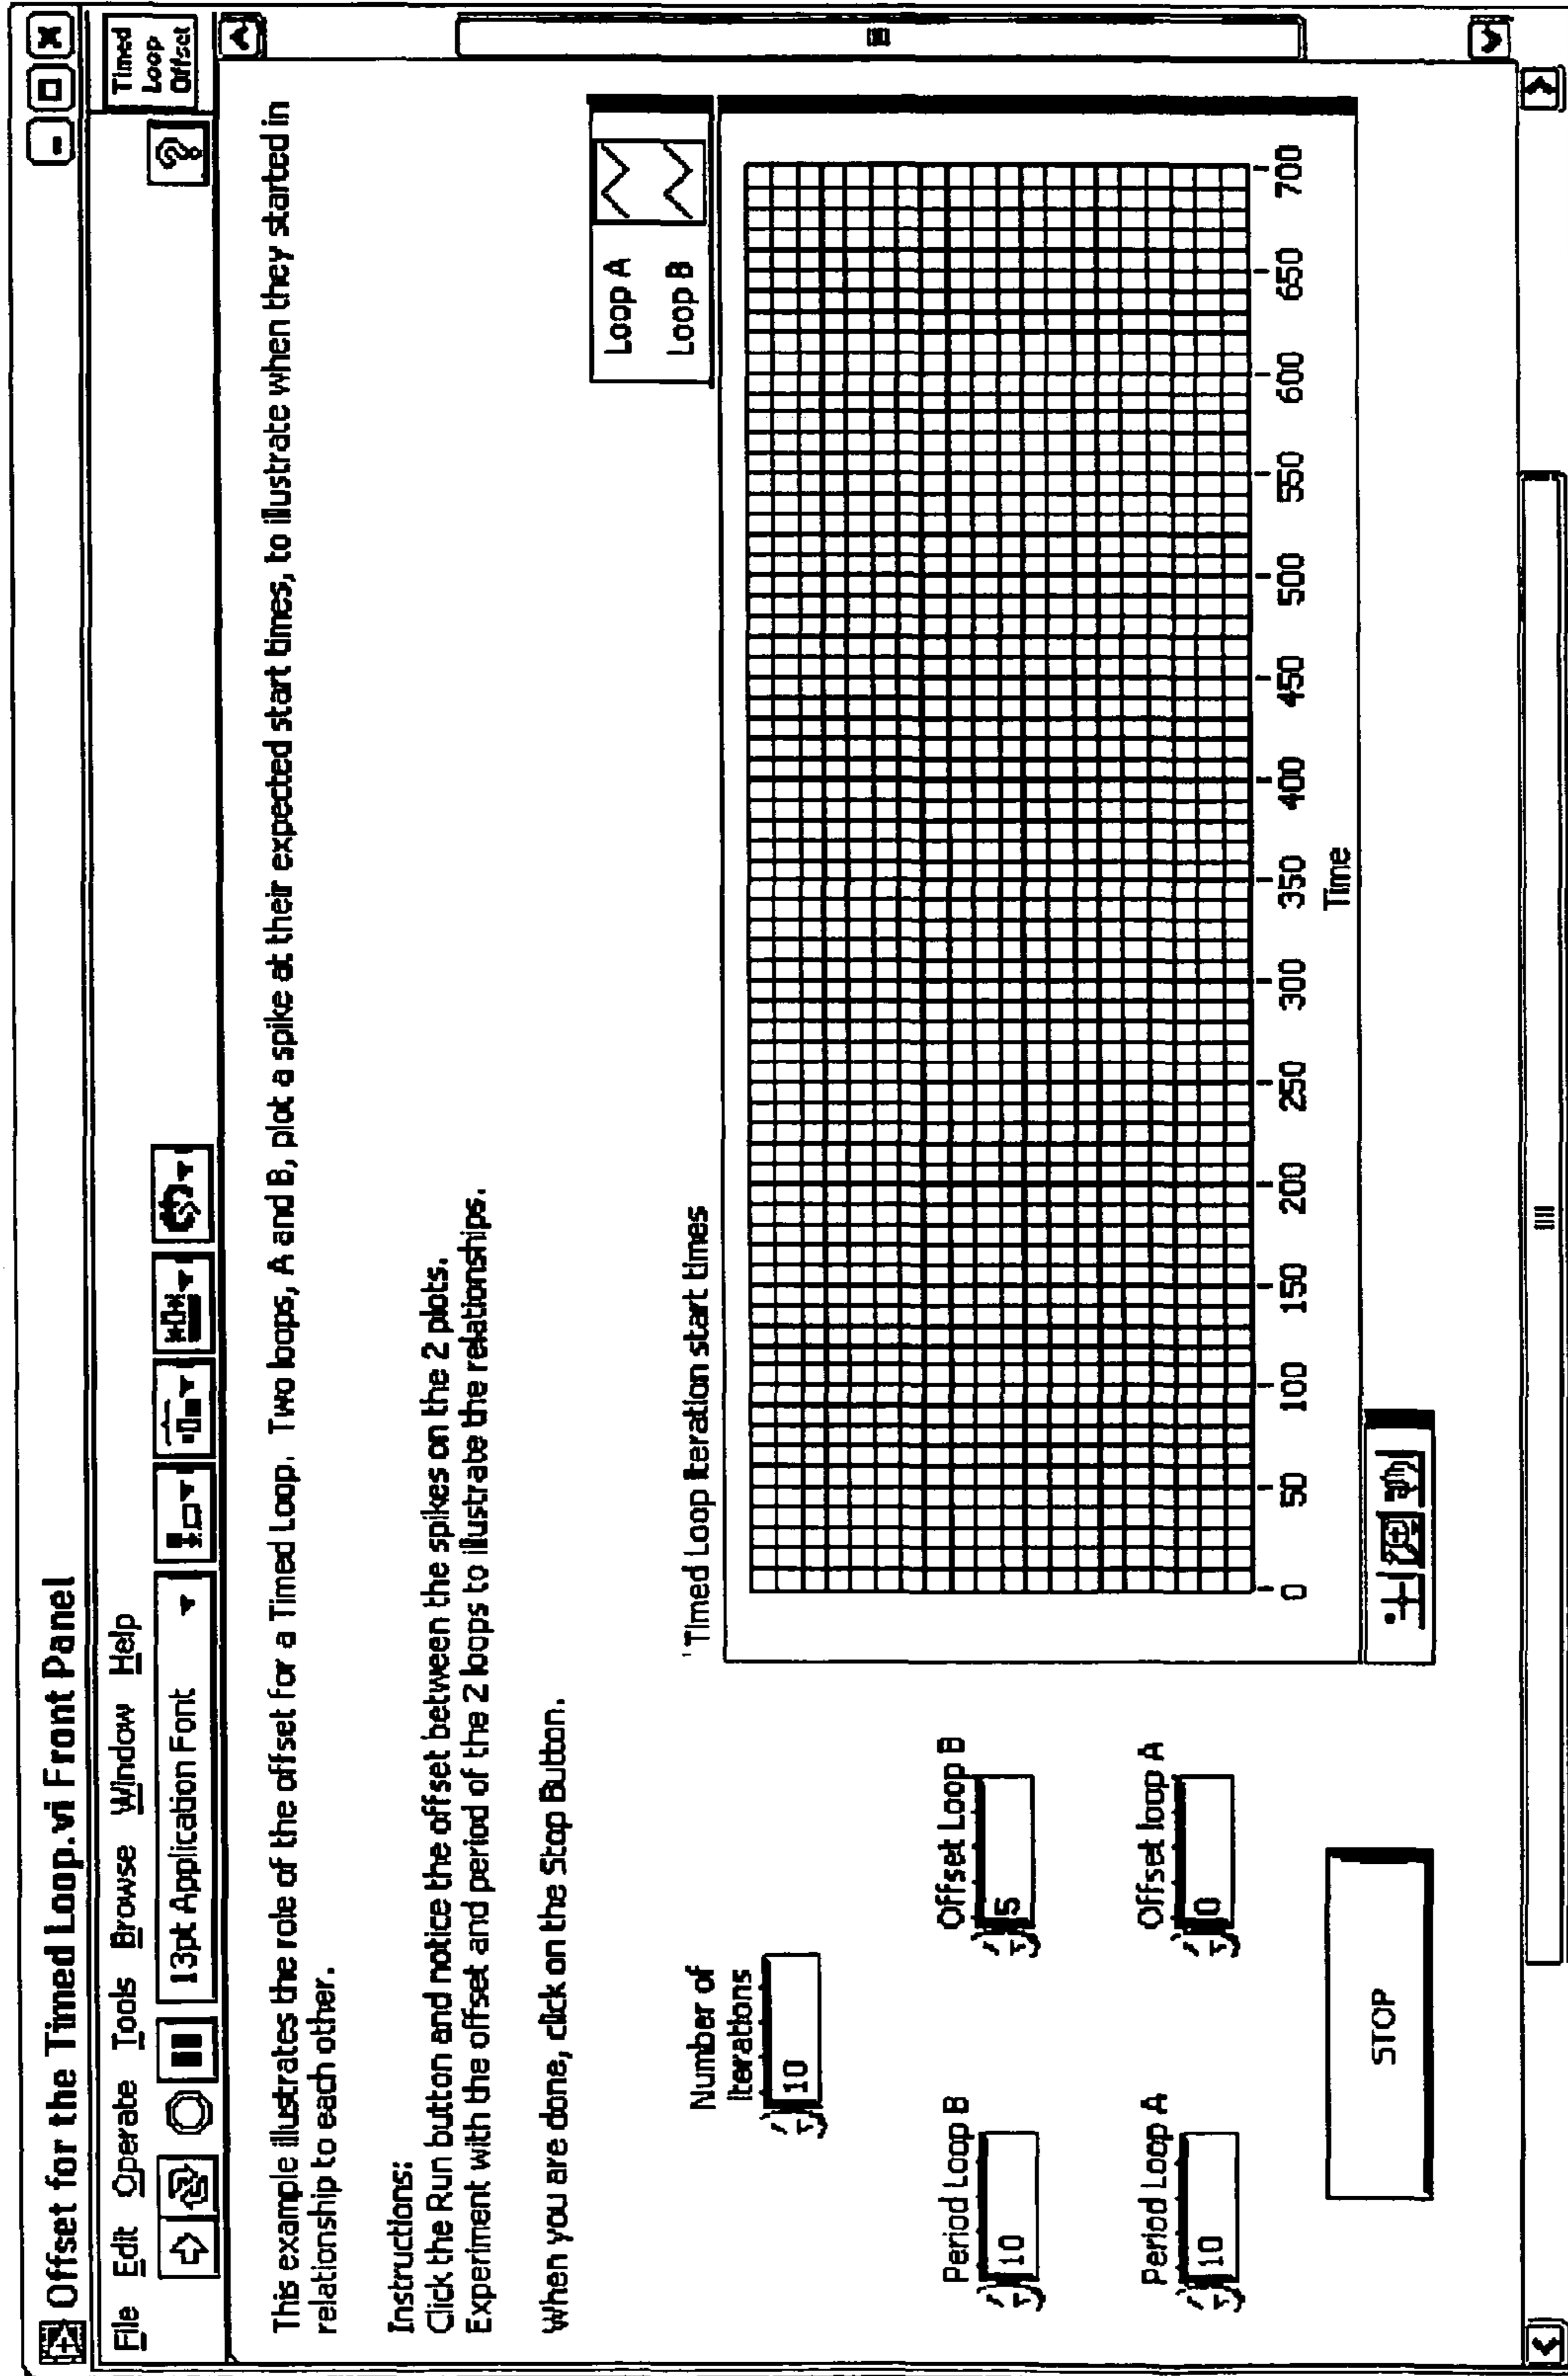 Offset for the Timed Loop.vi Front Panel
File Edit Operate Tools Browse Window Help
13pt Application Font
?
Timed
Loop
Offset
This example illustrates the role of the offset for a Timed Loop. Two loops, A and B, plot a spike at their expected start times, to illustrate when they started in
relationship to each other.
Instructions:
Click the Run button and notice the offset between the spikes on the 2 plots.
Experiment with the offset and period of the 2 loops to illustrate the relationships.
When you are done, click on the Stop Button.
Number of
iterations
10
Period Loop B
10
Offset Loop B
5
Period Loop A
10
Offset loop A
0
STOP
Timed Loop iteration start times
Loop A
Loop B
0 50 100 150 200 250 300 350 400 450 500 550 600 650 700
Time